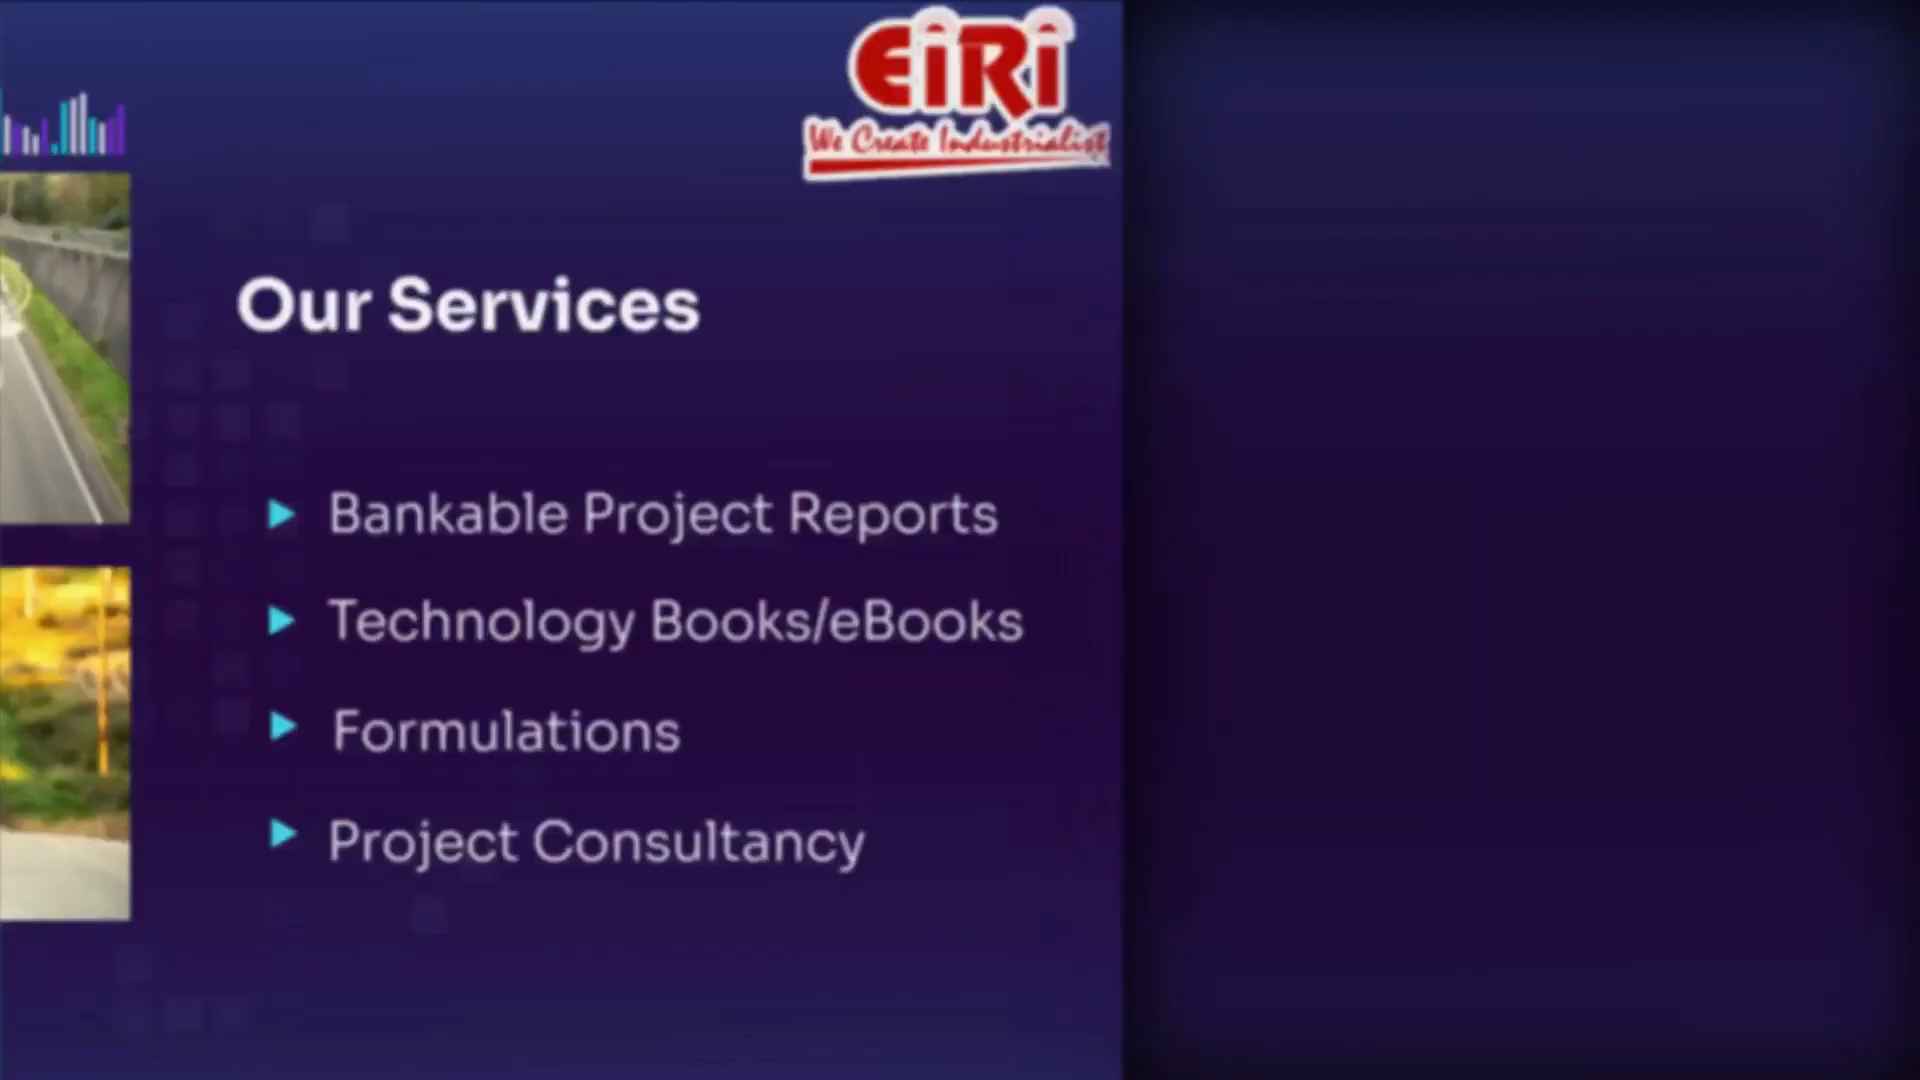 EiRi
We Create Industrialist
Our Services
Bankable Project Reports
Technology Books/eBooks
Formulations
Project Consultancy